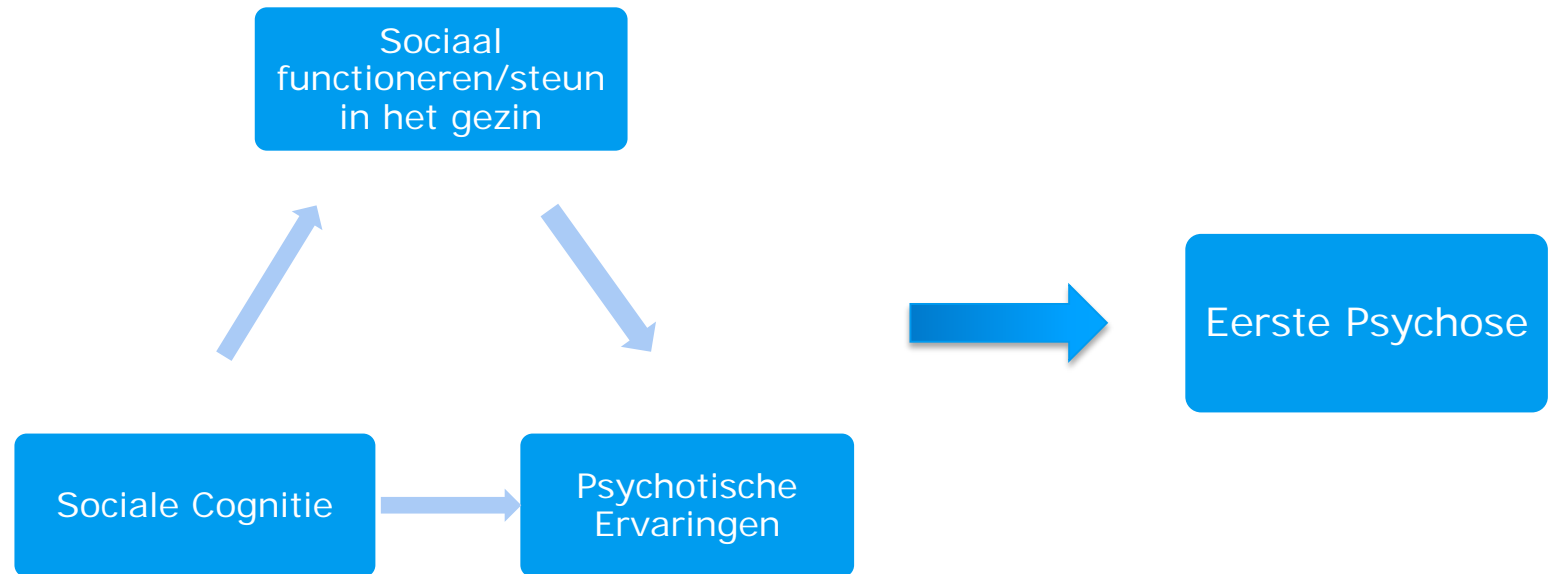 Sociaal
functioneren/steun
in het gezin
Eerste Psychose
Sociale Cognitie
Psychotische
Ervaringen